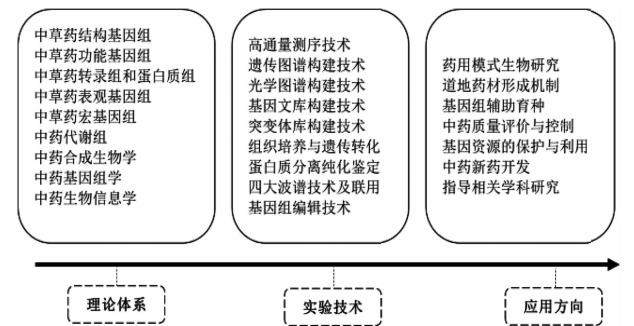 中草药结构基因组
中草药功能基因组
中草药转录组和蛋白质组
中草药表观基因组
中草药宏基因组
中药代谢组
中药合成生物学
中药基因组学
中药生物信息学
高通量测序技术
遗传图谱构建技术
光学图谱构建技术
基因文库构建技术
突变体库构建技术
组织培养与遗传转化
蛋白质分离纯化鉴定
四大波谱技术及联用
基因组编辑技术
药用模式生物研究
道地药材形成机制
基因组辅助育种
中药质量评价与控制
基因资源的保护与利用
中药新药开发
指导相关学科研究
理论体系
实验技术
应用方向